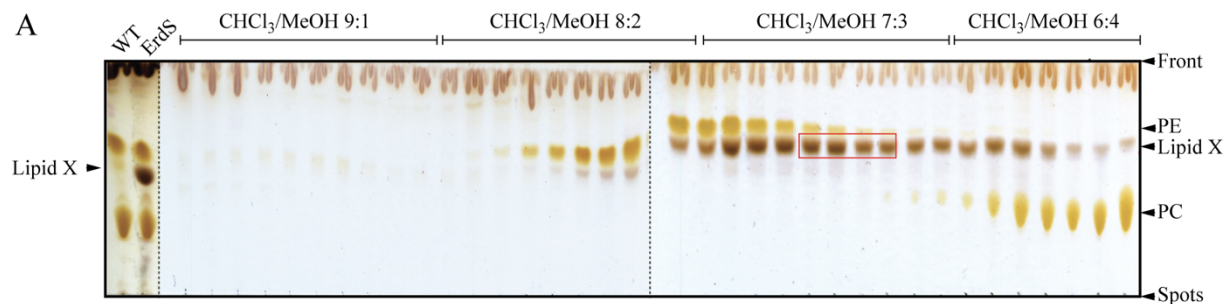 A
WT
ErdS
CHCl₃/MeOH 9:1
CHCl₃/MeOH 8:2
CHCl₃/MeOH 7:3
CHCl₃/MeOH 6:4
Front
PE
Lipid X
Lipid X
PC
Spots